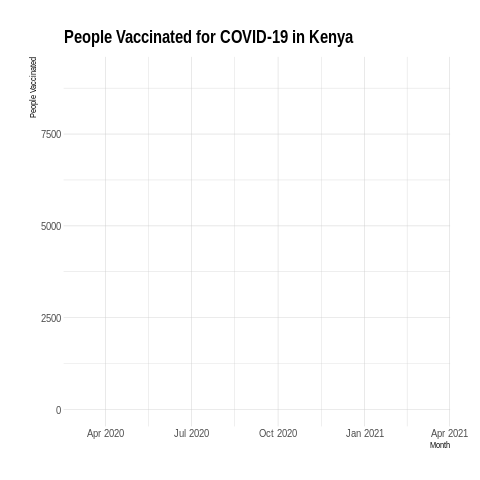 People Vaccinated for COVID-19 in Kenya
People Vaccinated
7500
5000
2500
0
Apr 2020 Jul 2020 Oct 2020 Jan 2021 Apr 2021
Month